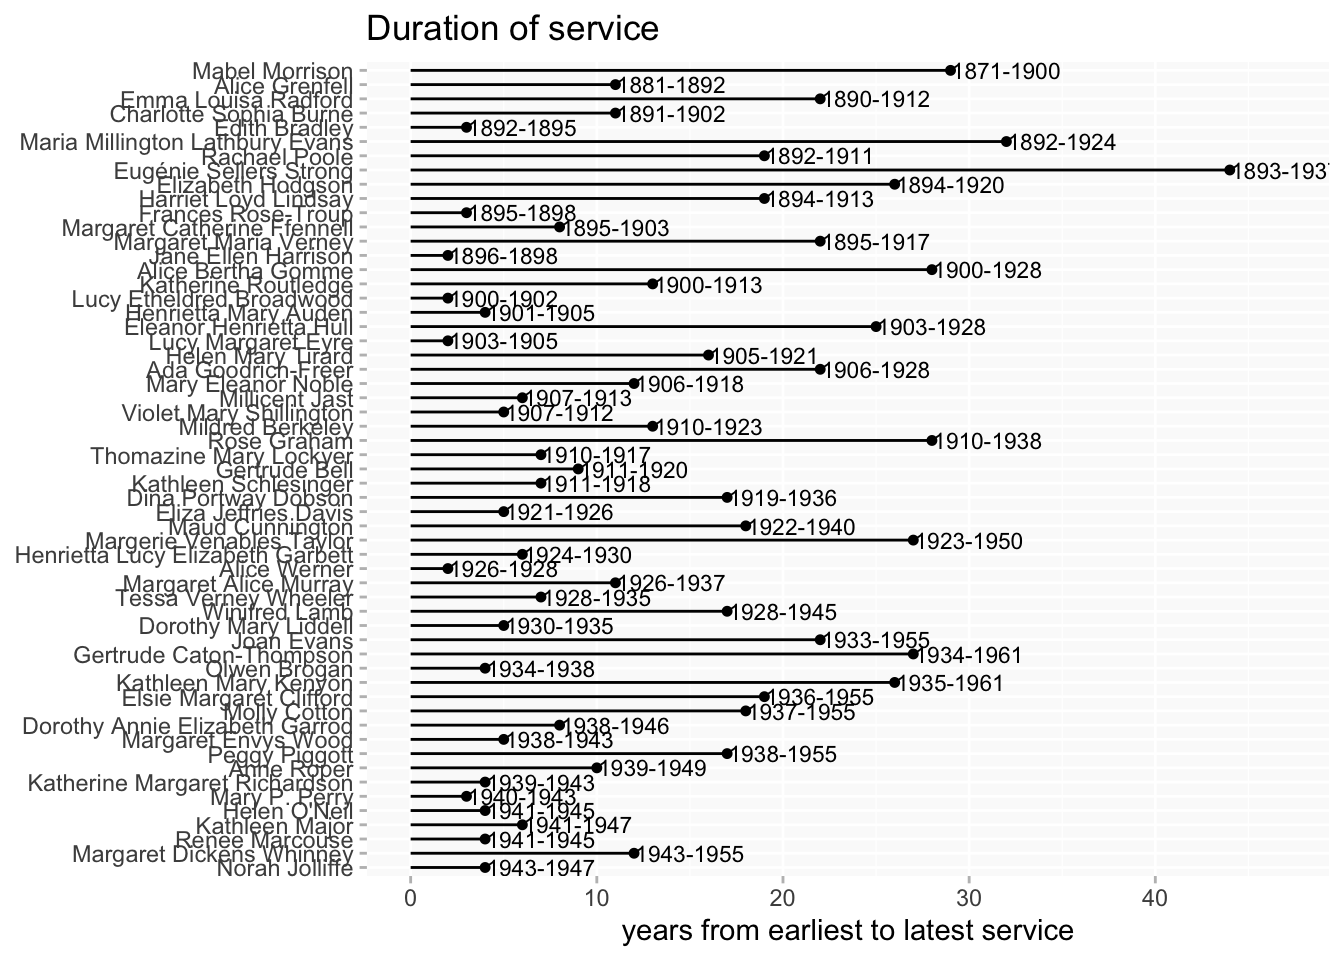 Duration of service
Mabel Morrison 1871-1900
Alice Grenfell 1881-1892
Emma Louisa Radford 1890-1912
Charlotte Sophia Burne 1891-1902
Edith Bradley 1892-1895
Maria Millington Lathbury Evans 1892-1924
Rachael Poole 1892-1911
Eugénie Sellers Strong 1893-1937
Elizabeth Hodgson 1894-1920
Harriet Loyd Lindsay 1894-1913
Frances Rose-Troup 1895-1898
Margaret Catherine Ffennell 1895-1903
Margaret Maria Verney 1895-1917
Jane Ellen Harrison 1896-1898
Alice Bertha Gomme 1900-1928
Katherine Routledge 1900-1913
Lucy Etheldred Broadwood 1900-1902
Henrietta Mary Auden 1901-1905
Eleanor Henrietta Hull 1903-1928
Lucy Margaret Eyre 1903-1905
Helen Mary Tirard 1905-1921
Ada Goodrich-Freer 1906-1928
Mary Eleanor Noble 1906-1918
Millicent Jast 1907-1913
Violet Mary Shillington 1907-1912
Mildred Berkeley 1910-1923
Rose Graham 1910-1938
Thomazine Mary Lockyer 1910-1917
Gertrude Bell 1911-1920
Kathleen Schlesinger 1911-1918
Dina Portway Dobson 1919-1936
Eliza Jeffries Davis 1921-1926
Maud Cunnington 1922-1940
Margerie Venables Taylor 1923-1950
Henrietta Lucy Elizabeth Garbett 1924-1930
Alice Werner 1926-1928
Margaret Alice Murray 1926-1937
Tessa Verney Wheeler 1928-1935
Winifred Lamb 1928-1945
Dorothy Mary Liddell 1930-1935
Joan Evans 1933-1955
Gertrude Caton-Thompson 1934-1961
Olwen Brogan 1934-1938
Kathleen Mary Kenyon 1935-1961
Elsie Margaret Clifford 1936-1955
Molly Cotton 1937-1955
Dorothy Annie Elizabeth Garrod 1938-1946
Margaret Envys Wood 1938-1943
Peggy Piggott 1938-1955
Anne Roper 1939-1949
Katherine Margaret Richardson 1939-1943
Mary P. Perry 1940-1943
Helen O'Neil 1941-1945
Kathleen Major 1941-1947
Renée Marcousé 1941-1945
Margaret Dickens Whinney 1943-1955
Norah Jolliffe 1943-1947
0 10 20 30 40
years from earliest to latest service